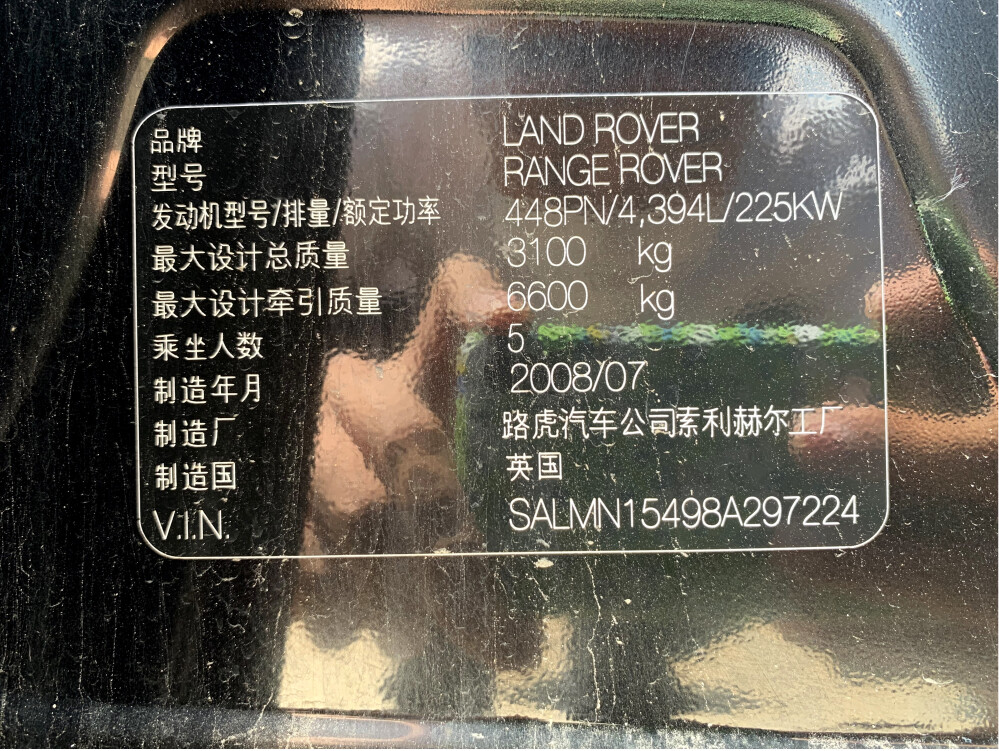 品牌 LAND ROVER
型号 RANGE ROVER
发动机型号/排量/额定功率 448PN/4,394L/225KW
最大设计总质量 3100 kg
最大设计牵引质量 6600 kg
乘坐人数 5
制造年月 2008/07
制造厂 路虎汽车公司索利赫尔工厂
制造国 英国
V.I.N. SALMN15498A297224